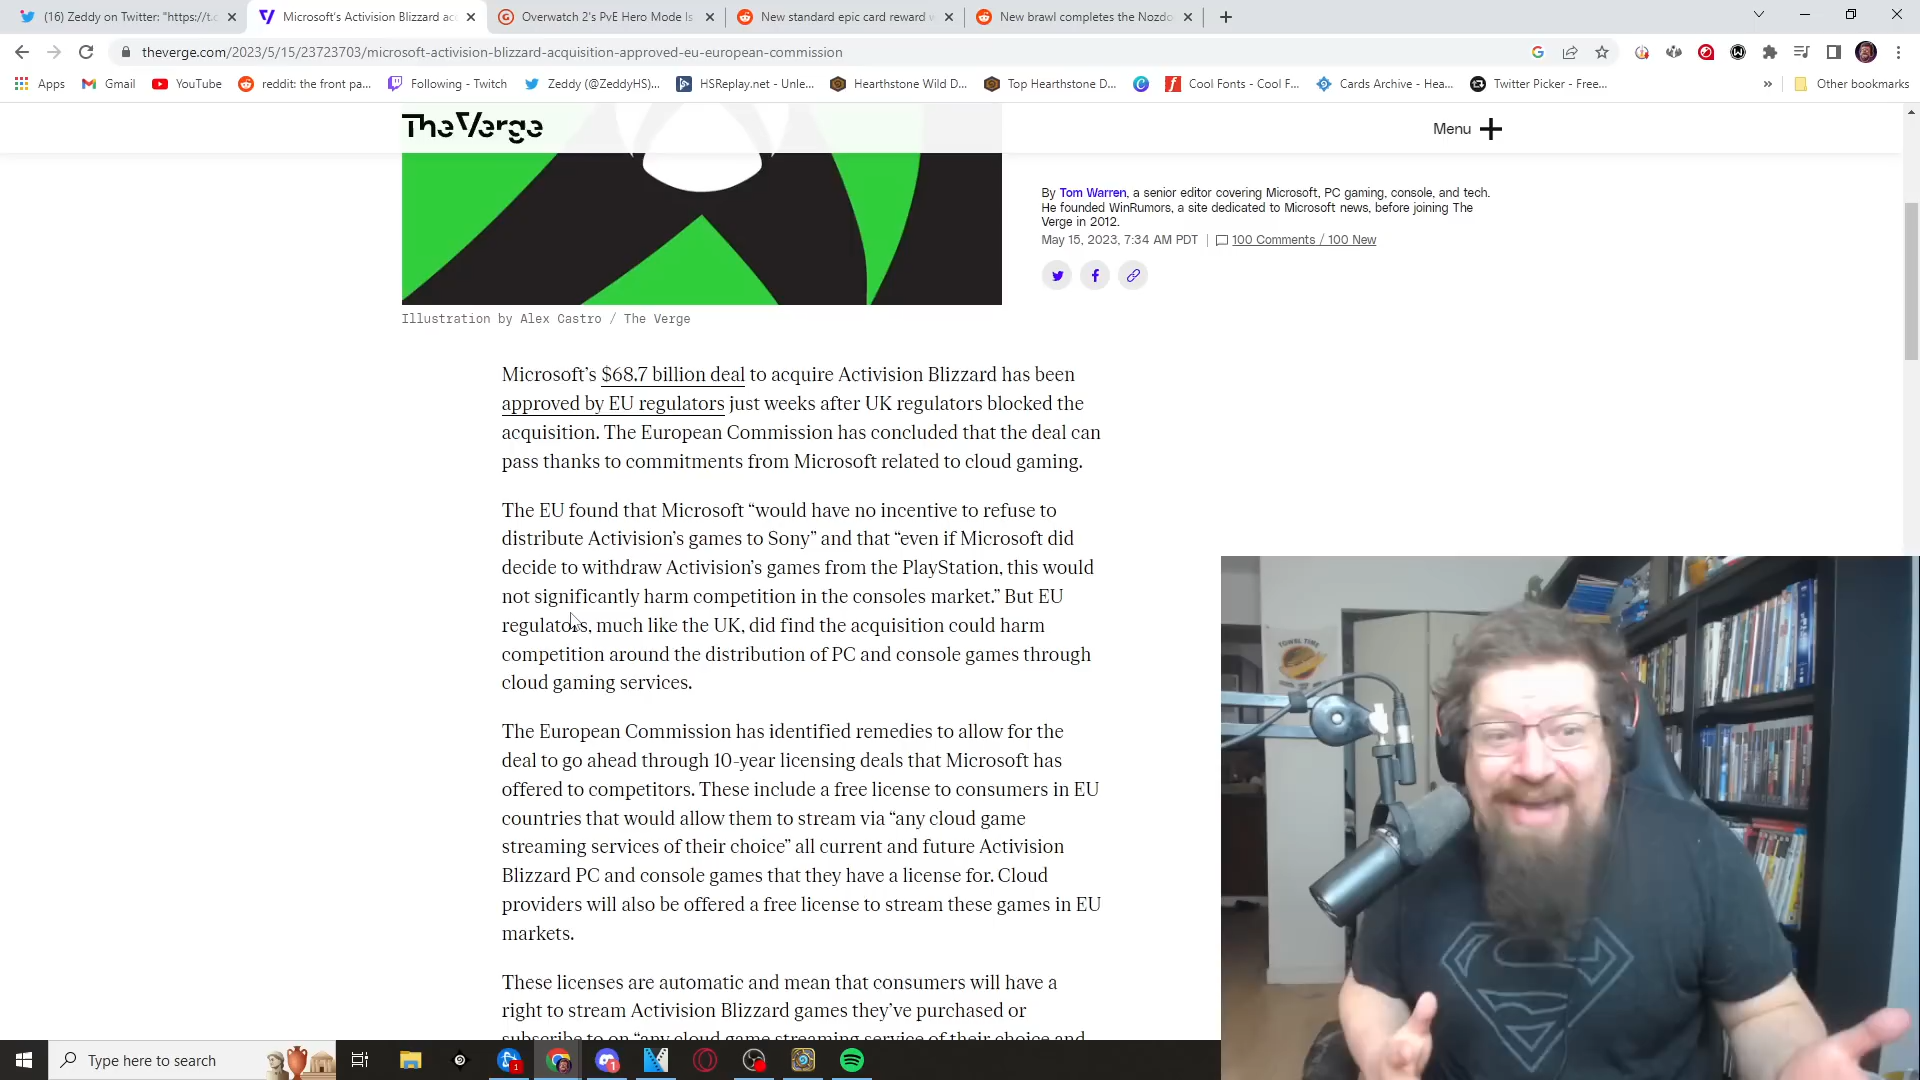 (16) Zeddy on Twitter: "https://t.c
Microsoft's Activision Blizzard ac
Overwatch 2's PvE Hero Mode Is
New standard epic card reward w
New brawl completes the Nozdo
theverge.com/2023/5/15/23723703/microsoft-activision-blizzard-acquisition-approved-eu-european-commission
Apps
Gmail
YouTube
reddit: the front pa...
Following - Twitch
Zeddy (@ZeddyHS)...
HSReplay.net - Unle...
Hearthstone Wild D...
Top Hearthstone D...
Cool Fonts - Cool F...
Cards Archive - Hea...
Twitter Picker - Free...
»
Other bookmarks
The Verge
Menu
By Tom Warren, a senior editor covering Microsoft, PC gaming, console, and tech.
He founded WinRumors, a site dedicated to Microsoft news, before joining The
Verge in 2012.
May 15, 2023, 7:34 AM PDT | 100 Comments / 100 New
Illustration by Alex Castro / The Verge
Microsoft’s $68.7 billion deal to acquire Activision Blizzard has been
approved by EU regulators just weeks after UK regulators blocked the
acquisition. The European Commission has concluded that the deal can
pass thanks to commitments from Microsoft related to cloud gaming.
The EU found that Microsoft “would have no incentive to refuse to
distribute Activision’s games to Sony” and that “even if Microsoft did
decide to withdraw Activision’s games from the PlayStation, this would
not significantly harm competition in the consoles market.” But EU
regulators, much like the UK, did find the acquisition could harm
competition around the distribution of PC and console games through
cloud gaming services.
The European Commission has identified remedies to allow for the
deal to go ahead through 10-year licensing deals that Microsoft has
offered to competitors. These include a free license to consumers in EU
countries that would allow them to stream via “any cloud game
streaming services of their choice” all current and future Activision
Blizzard PC and console games that they have a license for. Cloud
providers will also be offered a free license to stream these games in EU
markets.
These licenses are automatic and mean that consumers will have a
right to stream Activision Blizzard games they’ve purchased or
subscribe to on “any cloud game streaming service of their choice and
Type here to search